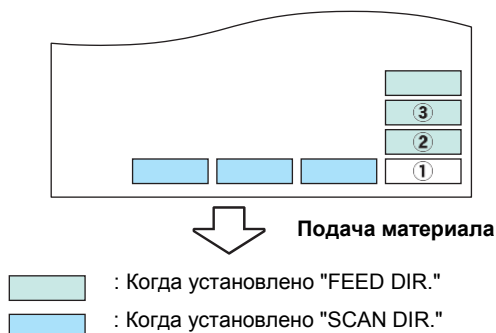 ③
②
①
Подача материала
: Когда установлено "FEED DIR."
: Когда установлено "SCAN DIR."